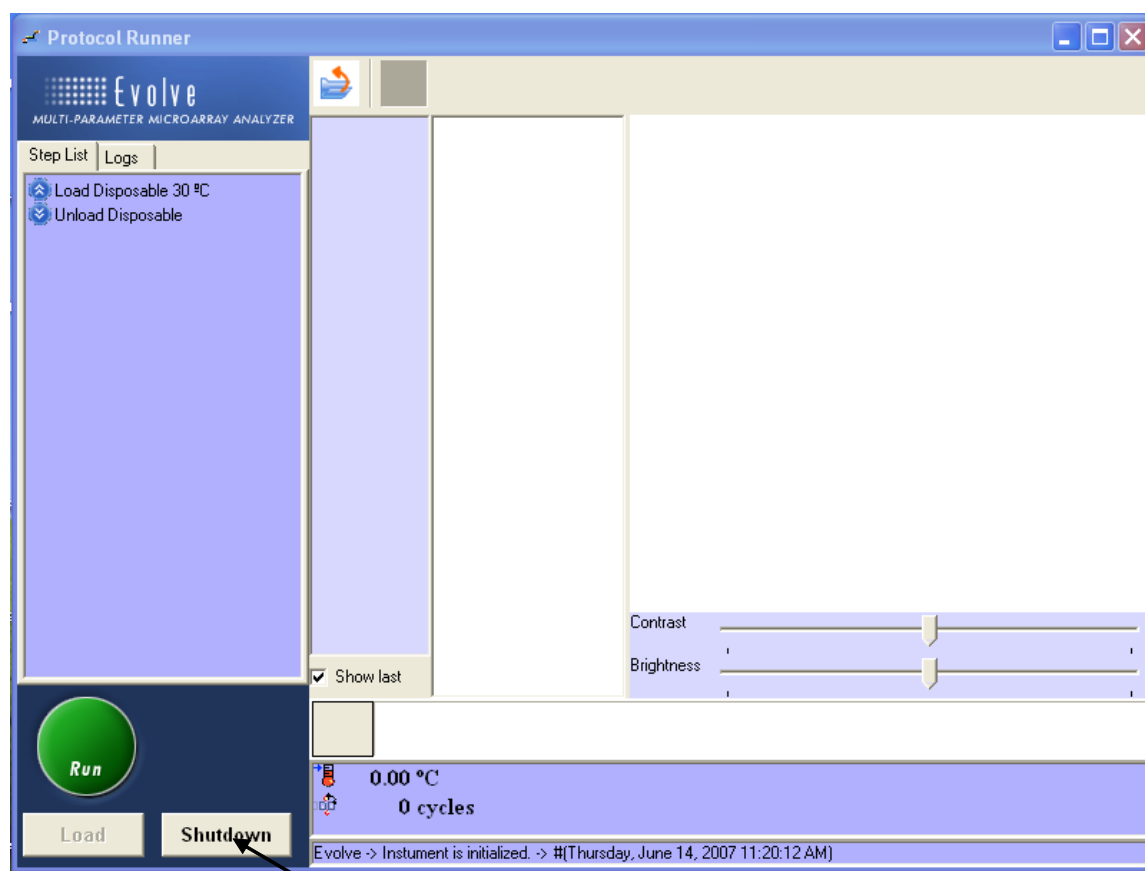 Protocol Runner
Evolve
MULTI-PARAMETER MICROARRAY ANALYZER
Step List Logs
Load Disposable 30 ºC
Unload Disposable
Contrast
Brightness
Show last
Run
0.00 ºC
0 cycles
Load Shutdown
Evolve -> Instument is initialized. -> #(Thursday, June 14, 2007 11:20:12 AM)